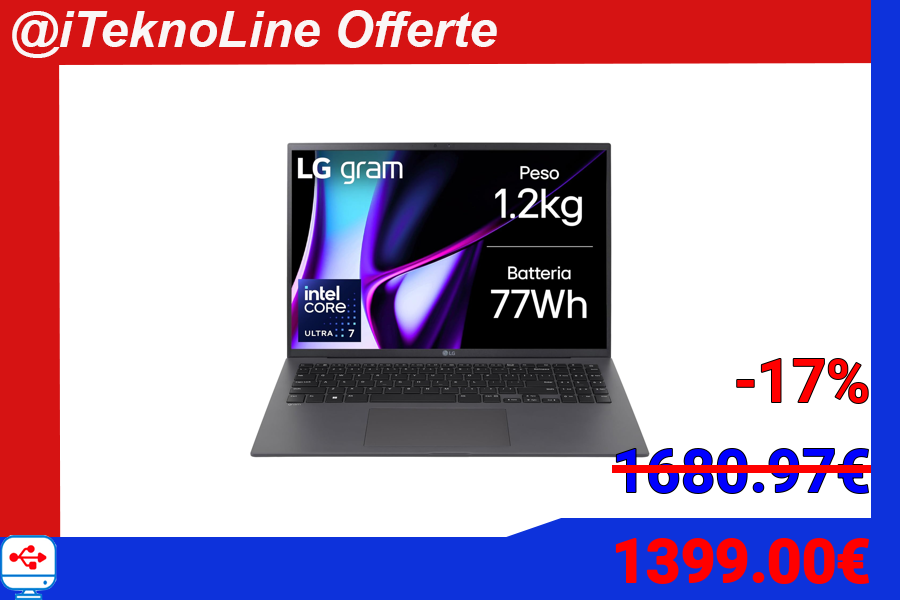 @iTeknoLine Offerte
LG gram
Peso
1.2kg
Batteria
77Wh
intel
CORE
ULTRA 7
LG
-17%
1680.97€
1399.00€